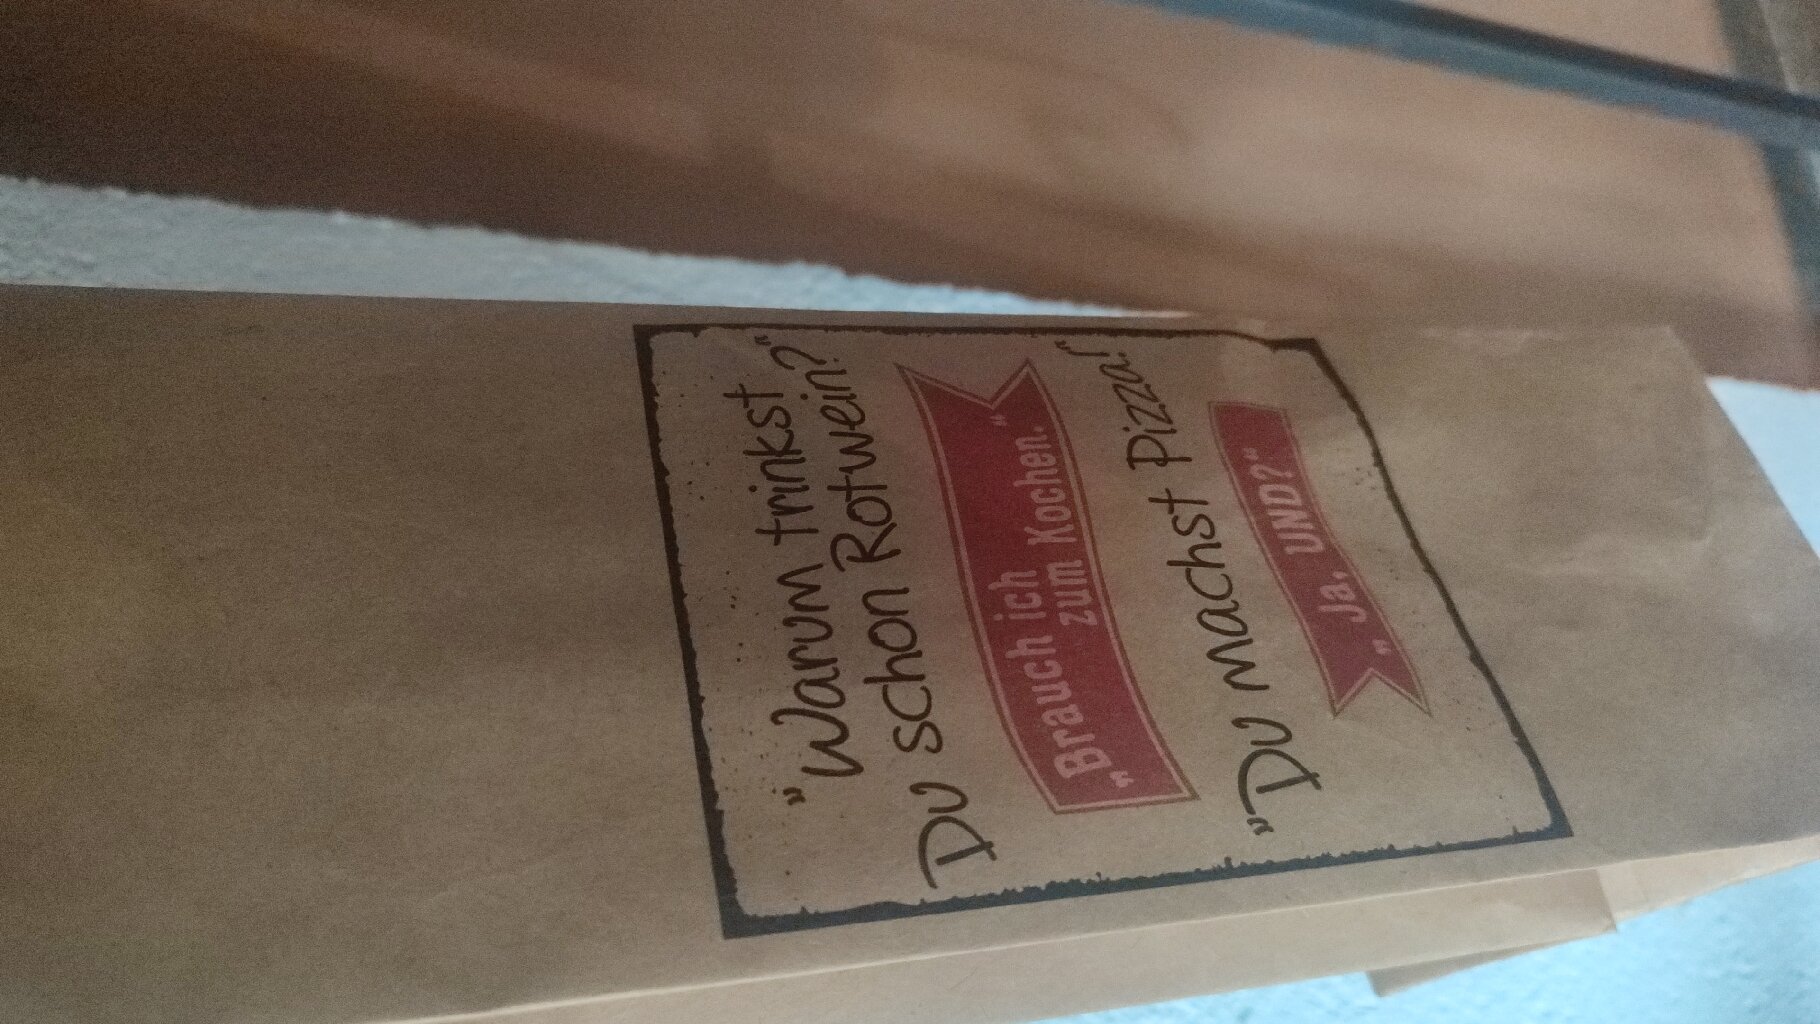 „Warum trinkst
Du schon Rotwein?“
„Brauch ich
zum Kochen.“
„Du machst Pizza!“
„Ja, UND?“